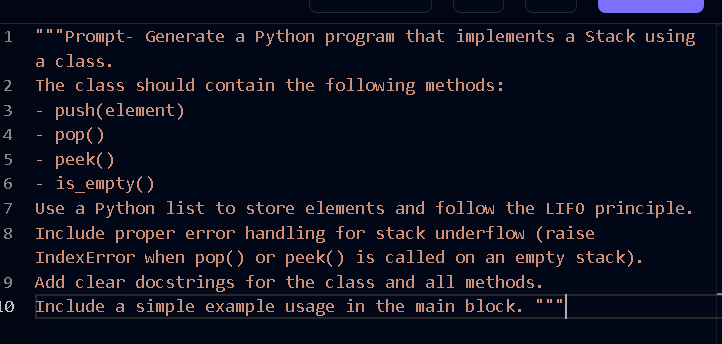 1 """Prompt- Generate a Python program that implements a Stack using
a class.
2 The class should contain the following methods:
3 - push(element)
4 - pop()
5 - peek()
6 - is_empty()
7 Use a Python list to store elements and follow the LIFO principle.
8 Include proper error handling for stack underflow (raise
IndexError when pop() or peek() is called on an empty stack).
9 Add clear docstrings for the class and all methods.
10 Include a simple example usage in the main block. """